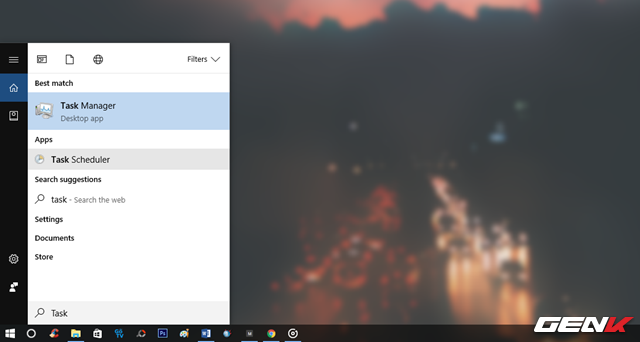 Filters
Best match
Task Manager
Desktop app
Apps
Task Scheduler
Search suggestions
task - Search the web
Settings
Documents
Store
Task
GENK